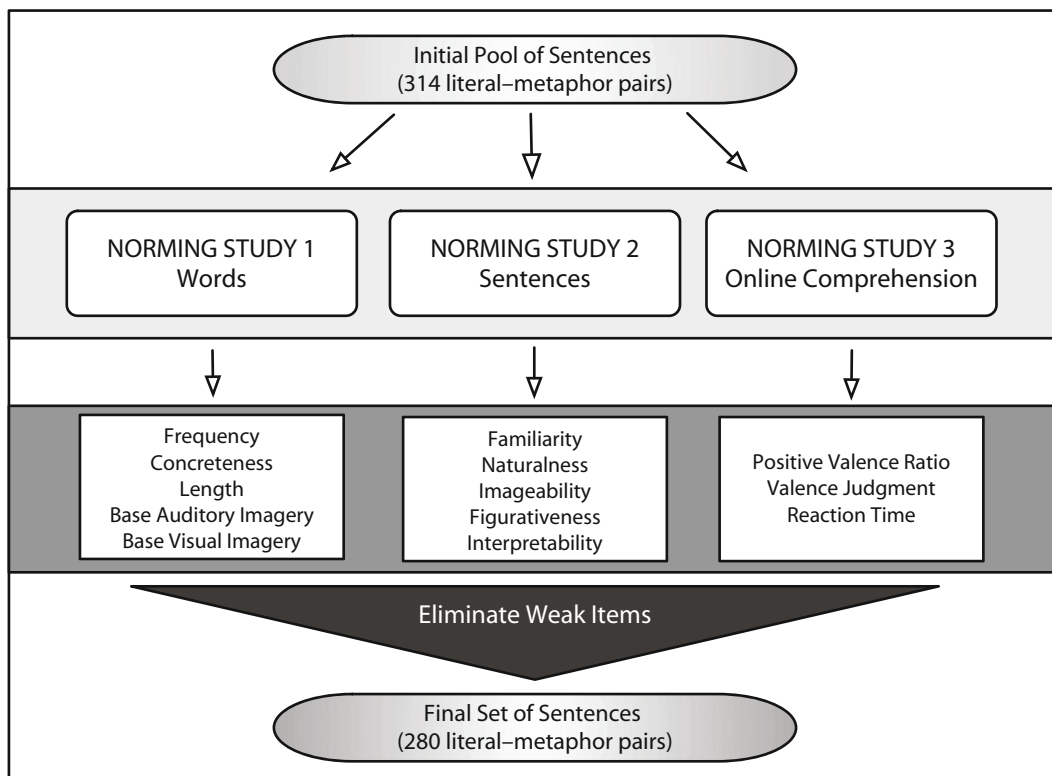 Initial Pool of Sentences
(314 literal–metaphor pairs)
NORMING STUDY 1
Words
NORMING STUDY 2
Sentences
NORMING STUDY 3
Online Comprehension
Frequency
Concreteness
Length
Base Auditory Imagery
Base Visual Imagery
Familiarity
Naturalness
Imageability
Figurativeness
Interpretability
Positive Valence Ratio
Valence Judgment
Reaction Time
Eliminate Weak Items
Final Set of Sentences
(280 literal–metaphor pairs)